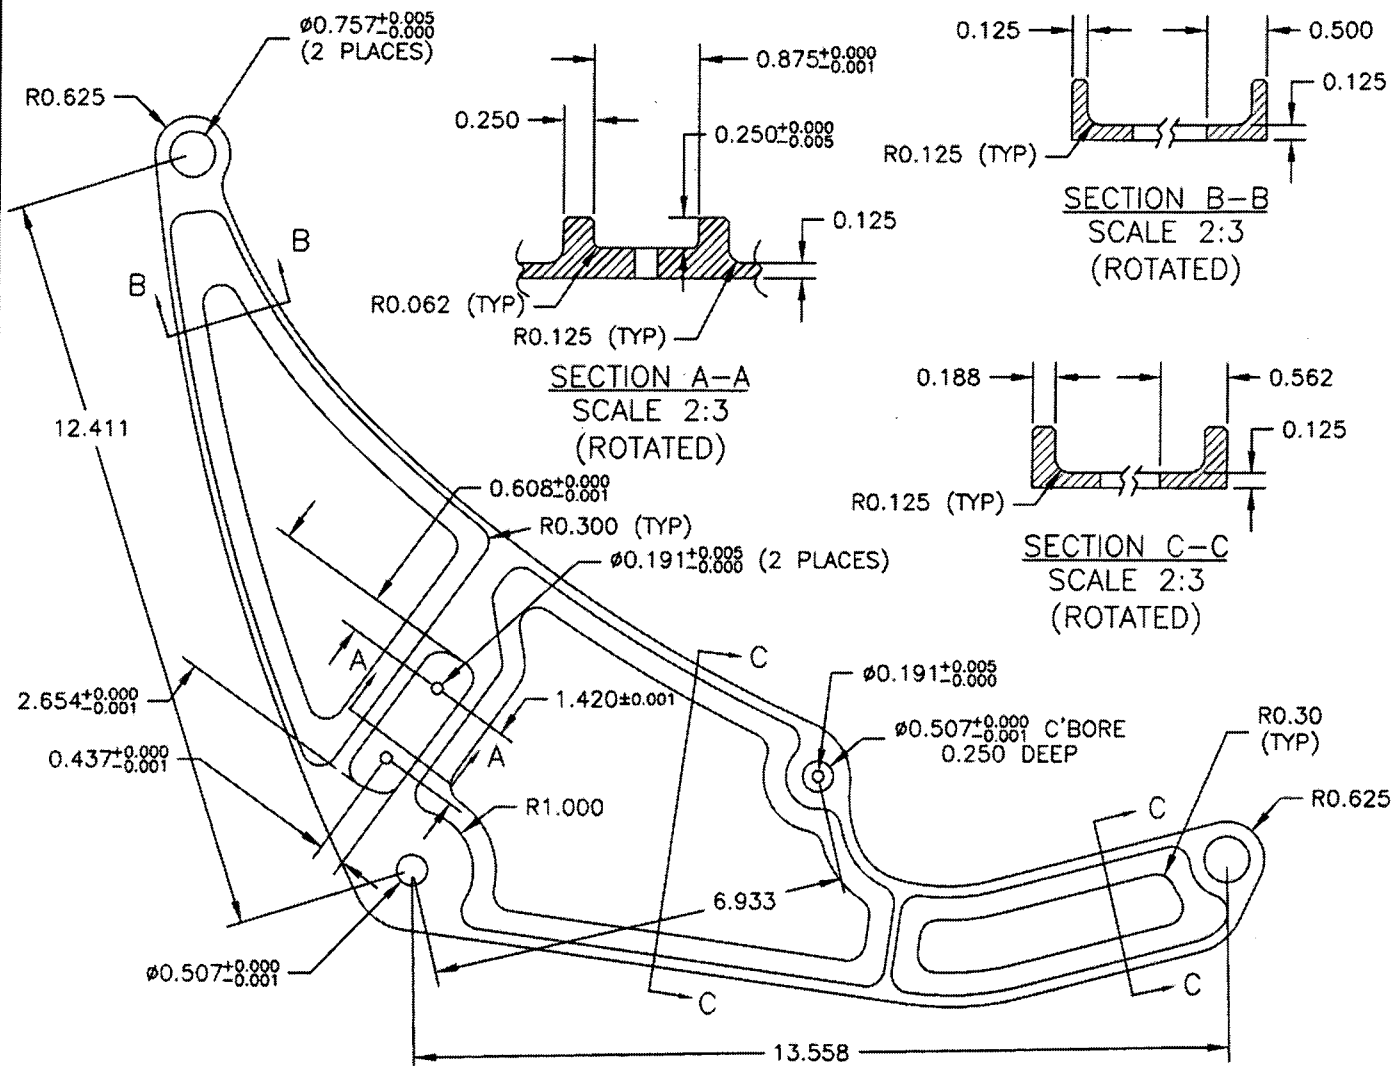 ø0.757+0.005
-0.000
(2 PLACES)
R0.625
0.250
0.875+0.000
-0.001
0.250+0.000
-0.005
0.125
R0.062 (TYP)
R0.125 (TYP)
SECTION A-A
SCALE 2:3
(ROTATED)
0.125
0.500
0.125
R0.125 (TYP)
SECTION B-B
SCALE 2:3
(ROTATED)
0.188
0.562
0.125
R0.125 (TYP)
SECTION C-C
SCALE 2:3
(ROTATED)
B
B
12.411
0.608+0.000
-0.001
R0.300 (TYP)
ø0.191+0.005
-0.000 (2 PLACES)
A
A
C
C
ø0.191+0.005
-0.000
ø0.507+0.000
-0.001 C'BORE
0.250 DEEP
R0.30
(TYP)
2.654+0.000
-0.001
1.420±0.001
0.437+0.000
-0.001
R1.000
R0.625
C
C
6.933
ø0.507+0.000
-0.001
13.558